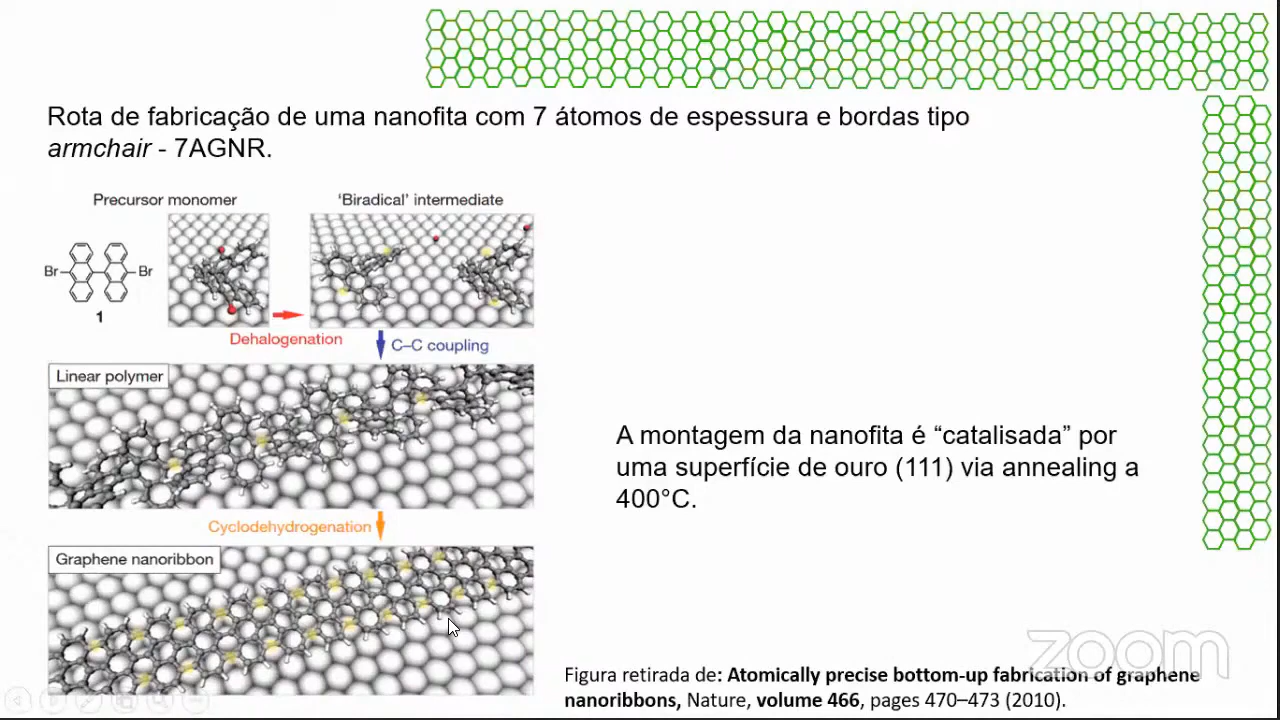 Rota de fabricação de uma nanofita com 7 átomos de espessura e bordas tipo
armchair - 7AGNR.
Precursor monomer
'Biradical' intermediate
Br
Br
1
Dehalogenation
C–C coupling
Linear polymer
Cyclodehydrogenation
Graphene nanoribbon
A montagem da nanofita é “catalisada” por
uma superfície de ouro (111) via annealing a
400°C.
zoom
Figura retirada de: Atomically precise bottom-up fabrication of graphene
nanoribbons, Nature, volume 466, pages 470–473 (2010).